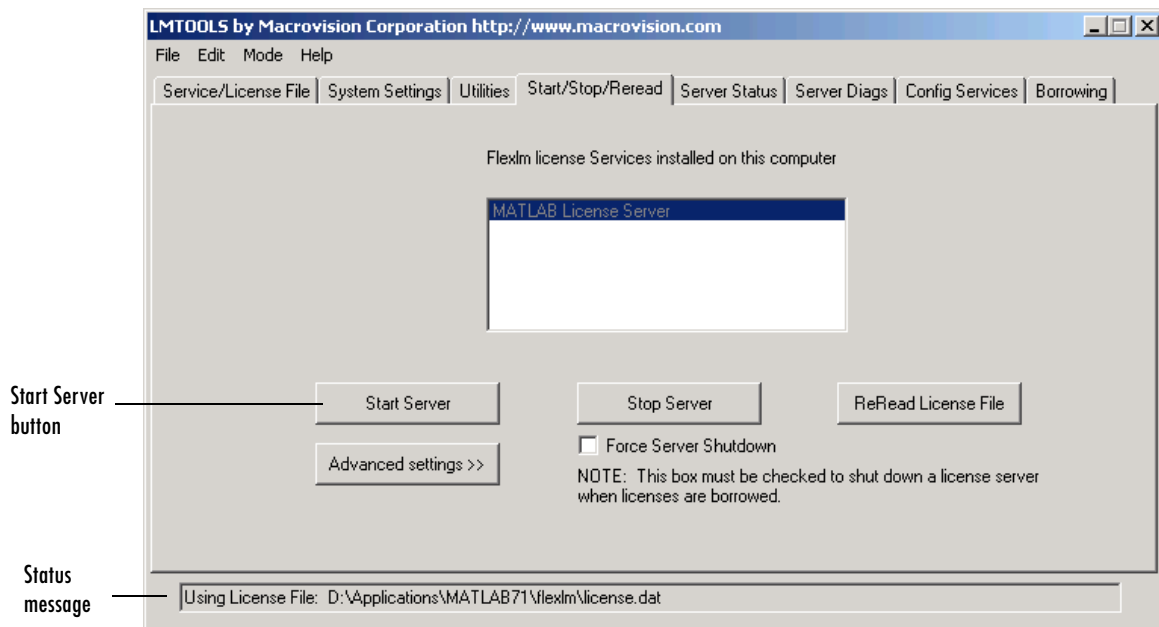 LMTOOLS by Macrovision Corporation http://www.macrovision.com
File Edit Mode Help
Service/License File System Settings Utilities Start/Stop/Reread Server Status Server Diags Config Services Borrowing
Flexlm license Services installed on this computer
MATLAB License Server
Start Server
button
Start Server Stop Server ReRead License File
Advanced settings >>
Force Server Shutdown
NOTE: This box must be checked to shut down a license server
when licenses are borrowed.
Status
message
Using License File: D:\Applications\MATLAB71\flexlm\license.dat